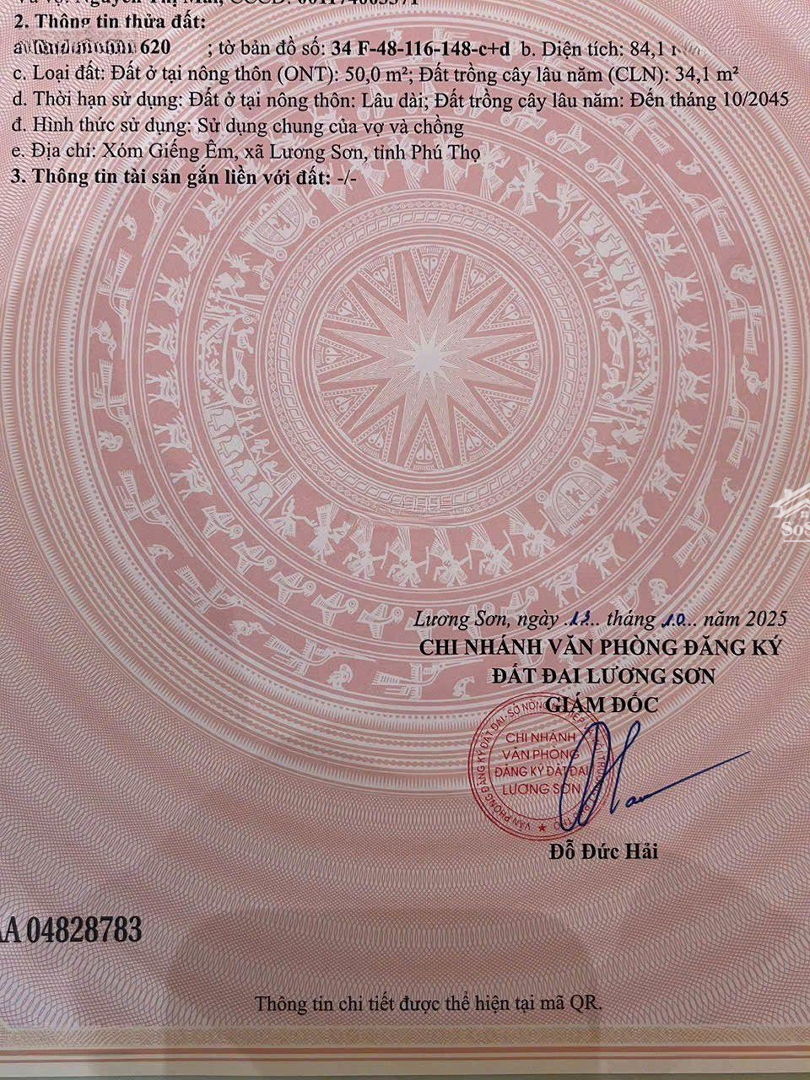 2. Thông tin thửa đất:
620 ; tờ bản đồ số: 34 F-48-116-148-c+d b. Diện tích: 84,1
c. Loại đất: Đất ở tại nông thôn (ONT): 50,0 m²; Đất trồng cây lâu năm (CLN): 34,1 m²
d. Thời hạn sử dụng: Đất ở tại nông thôn: Lâu dài; Đất trồng cây lâu năm: Đến tháng 10/2045
đ. Hình thức sử dụng: Sử dụng chung của vợ và chồng
e. Địa chỉ: Xóm Giếng Êm, xã Lương Sơn, tỉnh Phú Thọ
3. Thông tin tài sản gắn liền với đất: -/-
Lương Sơn, ngày ... tháng .10... năm 2025
CHI NHÁNH VĂN PHÒNG ĐĂNG KÝ
ĐẤT ĐAI LƯƠNG SƠN
GIÁM ĐỐC
CHI NHÁNH
VĂN PHÒNG
ĐĂNG KÝ ĐẤT ĐAI
LƯƠNG SƠN
Đỗ Đức Hải
AA 04828783
Thông tin chi tiết được thể hiện tại mã QR.